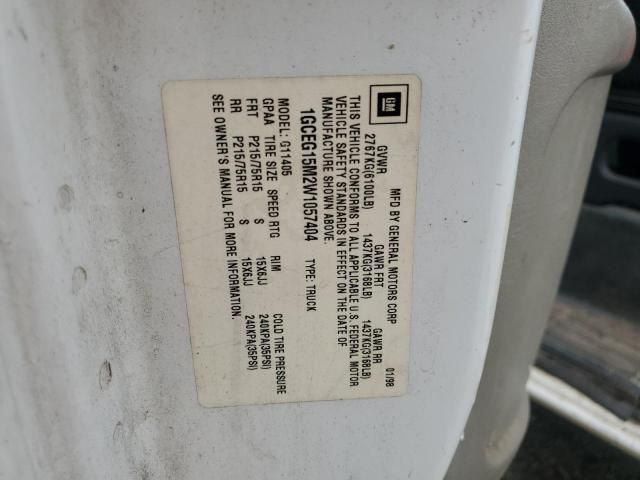 GM
MFD BY GENERAL MOTORS CORP 01/98
GVWR GAWR FRT GAWR RR
2767KG(6100LB) 1437KG(3168LB) 1437KG(3168LB)
THIS VEHICLE CONFORMS TO ALL APPLICABLE U.S. FEDERAL MOTOR
VEHICLE SAFETY STANDARDS IN EFFECT ON THE DATE OF
MANUFACTURE SHOWN ABOVE.
1GCEG15M2W1057404 TYPE: TRUCK
MODEL: G11405
GPAA TIRE SIZE SPEED RTG RIM COLD TIRE PRESSURE
FRT P215/75R15 S 15X6JJ 240KPA(35PSI)
RR P215/75R15 S 15X6JJ 240KPA(35PSI)
SEE OWNER'S MANUAL FOR MORE INFORMATION.